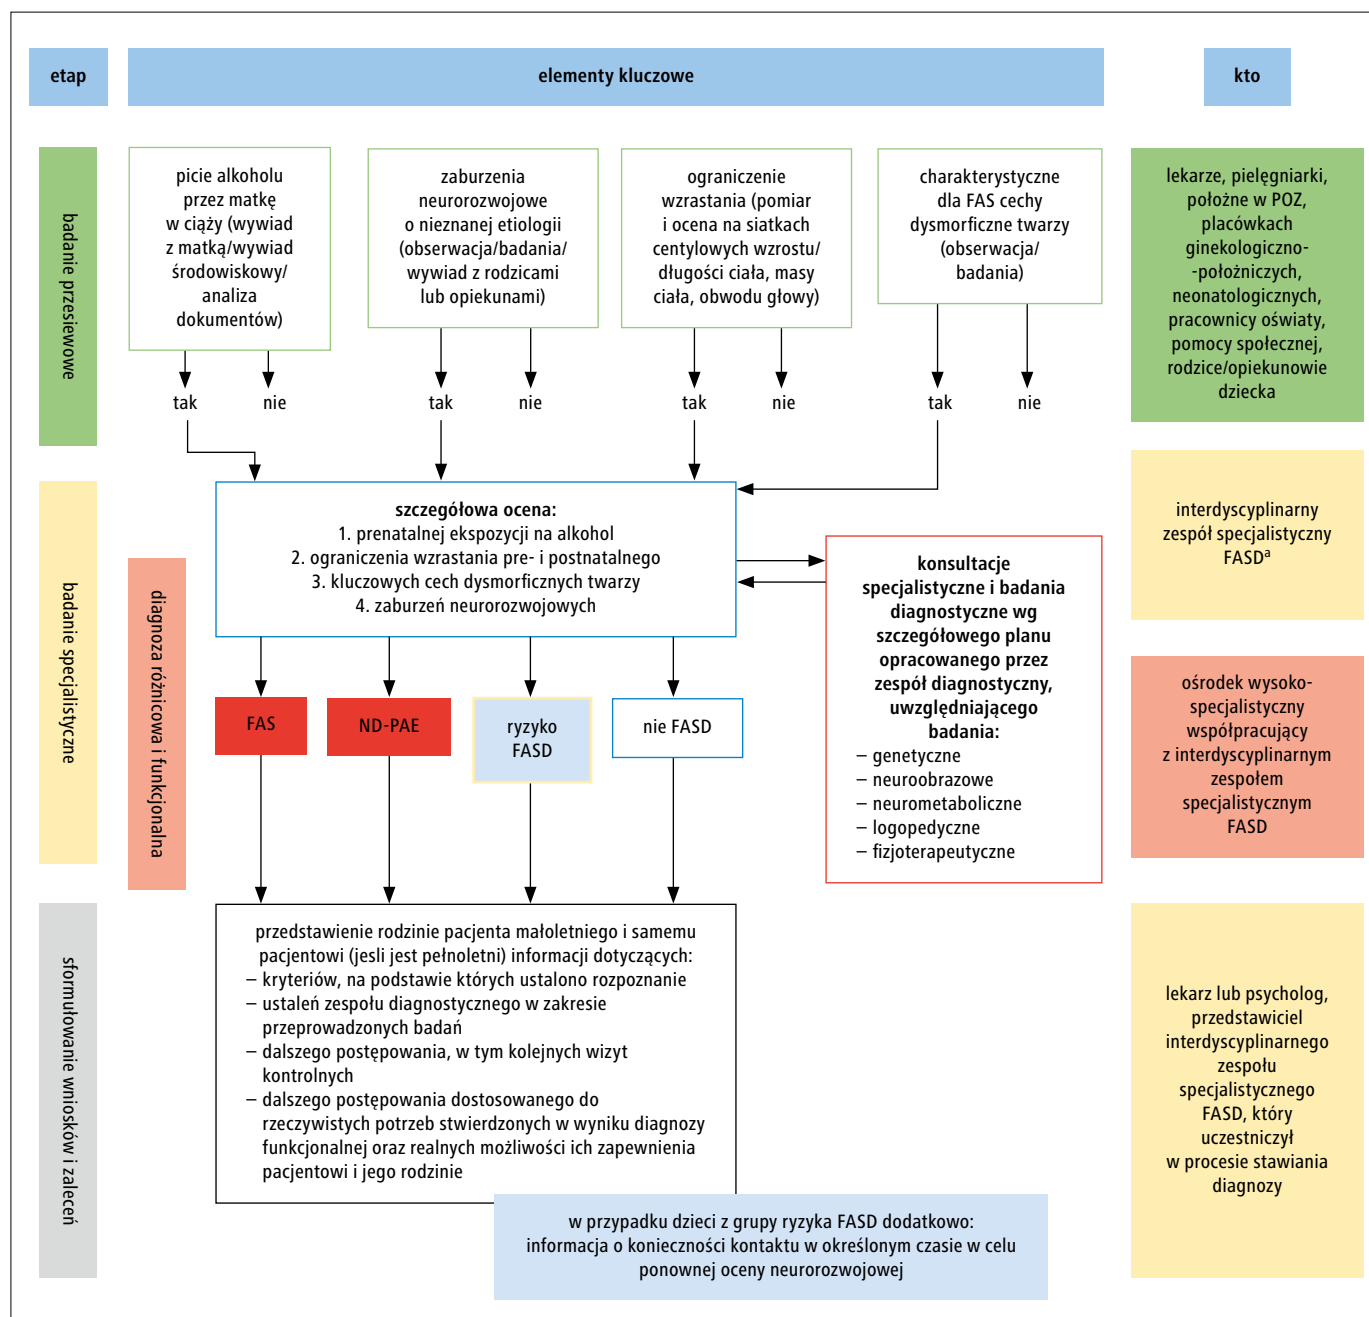 etap
elementy kluczowe
kto
badanie przesiewowe
picie alkoholu
przez matkę
w ciąży (wywiad
z matką/wywiad
środowiskowy/
analiza
dokumentów)
zaburzenia
neurorozwojowe
o nieznanej etiologii
(obserwacja/badania/
wywiad z rodzicami
lub opiekunami)
ograniczenie
wzrastania (pomiar
i ocena na siatkach
centylowych wzrostu/
długości ciała, masy
ciała, obwodu głowy)
charakterystyczne
dla FAS cechy
dysmorficzne twarzy
(obserwacja/
badania)
lekarze, pielęgniarki,
położne w POZ,
placówkach
ginekologiczno-
-położniczych,
neonatologicznych,
pracownicy oświaty,
pomocy społecznej,
rodzice/opiekunowie
dziecka
tak
nie
tak
nie
tak
nie
tak
nie
badanie specjalistyczne
diagnoza różnicowa i funkcjonalna
szczegółowa ocena:
1. prenatalnej ekspozycji na alkohol
2. ograniczenia wzrastania pre- i postnatalnego
3. kluczowych cech dysmorficznych twarzy
4. zaburzeń neurorozwojowych
konsultacje
specjalistyczne i badania
diagnostyczne wg
szczegółowego planu
opracowanego przez
zespół diagnostyczny,
uwzględniającego
badania:
– genetyczne
– neuroobrazowe
– neurometaboliczne
– logopedyczne
– fizjoterapeutyczne
interdyscyplinarny
zespół specjalistyczny
FASDa
FAS
ND-PAE
ryzyko
FASD
nie FASD
ośrodek wysoko-
specjalistyczny
współpracujący
z interdyscyplinarnym
zespołem
specjalistycznym
FASD
sformułowanie wniosków i zaleceń
przedstawienie rodzinie pacjenta małoletniego i samemu
pacjentowi (jesli jest pełnoletni) informacji dotyczących:
– kryteriów, na podstawie których ustalono rozpoznanie
– ustaleń zespołu diagnostycznego w zakresie
przeprowadzonych badań
– dalszego postępowania, w tym kolejnych wizyt
kontrolnych
– dalszego postępowania dostosowanego do
rzeczywistych potrzeb stwierdzonych w wyniku diagnozy
funkcjonalnej oraz realnych możliwości ich zapewnienia
pacjentowi i jego rodzinie
w przypadku dzieci z grupy ryzyka FASD dodatkowo:
informacja o konieczności kontaktu w określonym czasie w celu
ponownej oceny neurorozwojowej
lekarz lub psycholog,
przedstawiciel
interdyscyplinarnego
zespołu
specjalistycznego
FASD, który
uczestniczył
w procesie stawiania
diagnozy